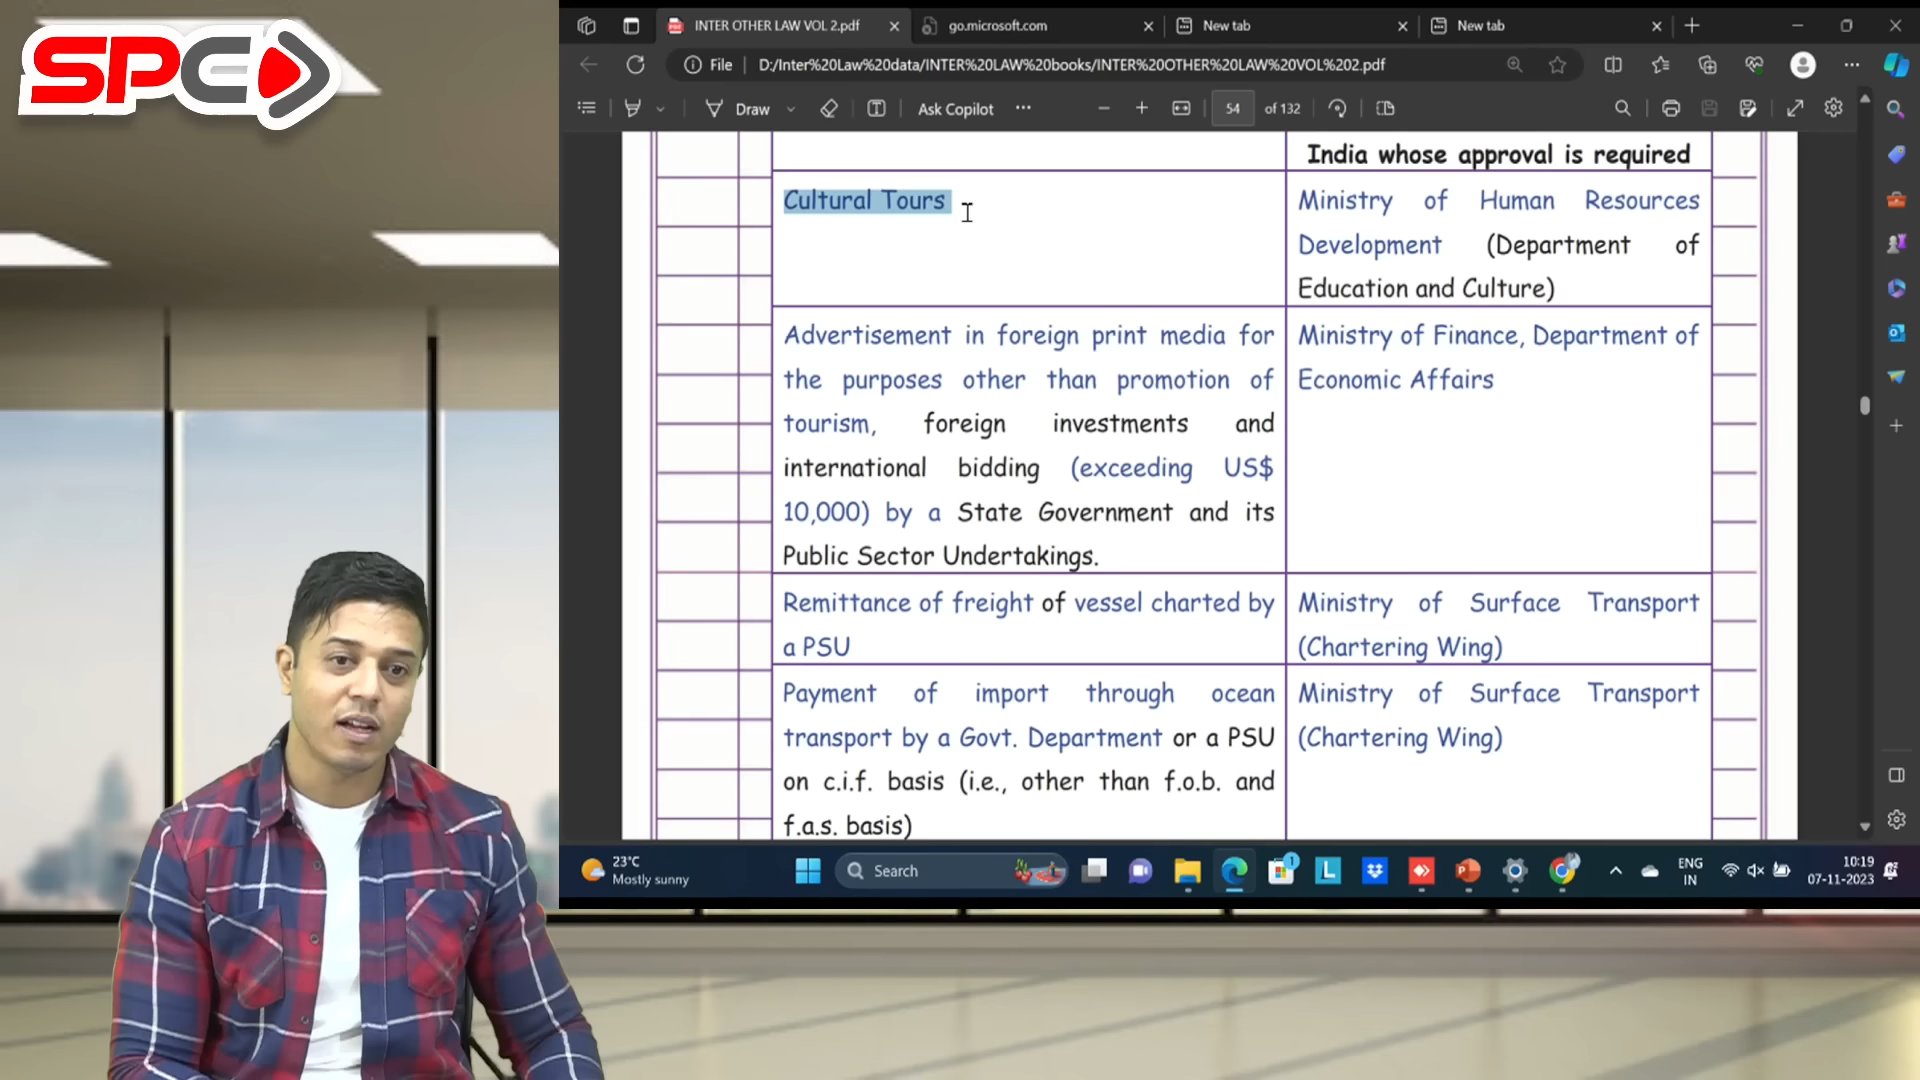 SPC
INTER OTHER LAW VOL 2.pdf
go.microsoft.com
New tab
New tab
File
D:/Inter%20Law%20data/INTER%20LAW%20books/INTER%20OTHER%20LAW%20VOL%202.pdf
Draw
Ask Copilot
54 of 132
India whose approval is required
Cultural Tours
Ministry of Human Resources
Development (Department of
Education and Culture)
Advertisement in foreign print media for
the purposes other than promotion of
tourism, foreign investments and
international bidding (exceeding US$
10,000) by a State Government and its
Public Sector Undertakings.
Ministry of Finance, Department of
Economic Affairs
Remittance of freight of vessel charted by
a PSU
Ministry of Surface Transport
(Chartering Wing)
Payment of import through ocean
transport by a Govt. Department or a PSU
on c.i.f. basis (i.e., other than f.o.b. and
f.a.s. basis)
Ministry of Surface Transport
(Chartering Wing)
23°C
Mostly sunny
Search
1
L
ENG
IN
10:19
07-11-2023